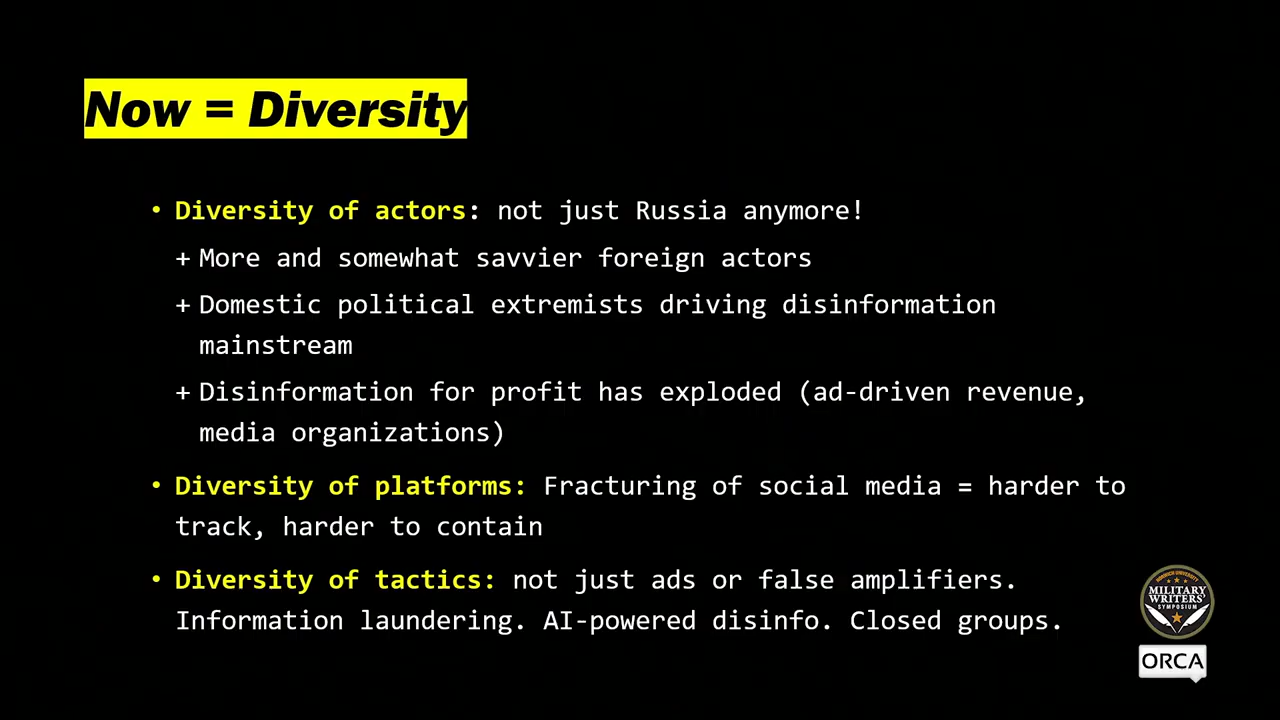 Now = Diversity
• Diversity of actors: not just Russia anymore!
+ More and somewhat savvier foreign actors
+ Domestic political extremists driving disinformation
mainstream
+ Disinformation for profit has exploded (ad-driven revenue,
media organizations)
• Diversity of platforms: Fracturing of social media = harder to
track, harder to contain
• Diversity of tactics: not just ads or false amplifiers.
Information laundering. AI-powered disinfo. Closed groups.
NORWICH UNIVERSITY
MILITARY
WRITERS'
SYMPOSIUM
ORCA